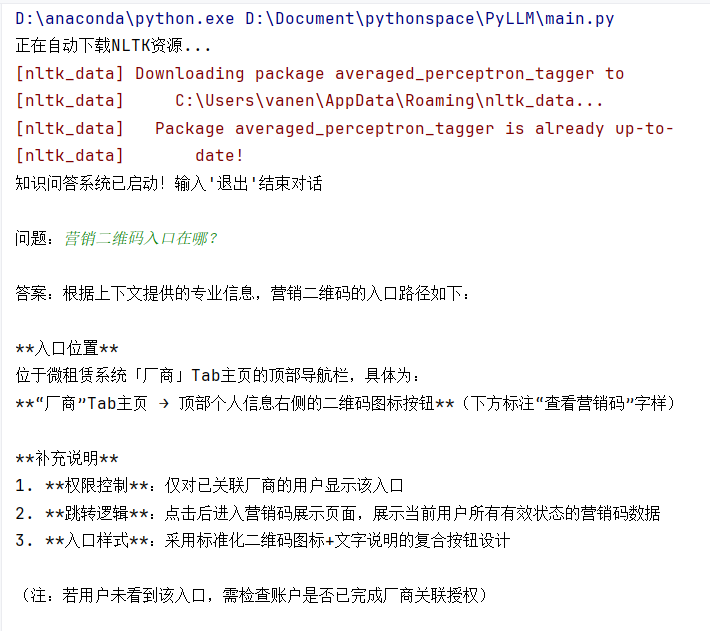 D:\anaconda\python.exe D:\Document\pythonspace\PyLLM\main.py
正在自动下载NLTK资源...
[nltk_data] Downloading package averaged_perceptron_tagger to
[nltk_data]     C:\Users\vanen\AppData\Roaming\nltk_data...
[nltk_data]   Package averaged_perceptron_tagger is already up-to-
[nltk_data]       date!
知识问答系统已启动！输入'退出'结束对话
问题：营销二维码入口在哪？
答案：根据上下文提供的专业信息，营销二维码的入口路径如下：
**入口位置**
位于微租赁系统「厂商」Tab主页的顶部导航栏，具体为：
**“厂商”Tab主页 → 顶部个人信息右侧的二维码图标按钮**（下方标注“查看营销码”字样）
**补充说明**
1. **权限控制**：仅对已关联厂商的用户显示该入口
2. **跳转逻辑**：点击后进入营销码展示页面，展示当前用户所有有效状态的营销码数据
3. **入口样式**：采用标准化二维码图标+文字说明的复合按钮设计
（注：若用户未看到该入口，需检查账户是否已完成厂商关联授权）